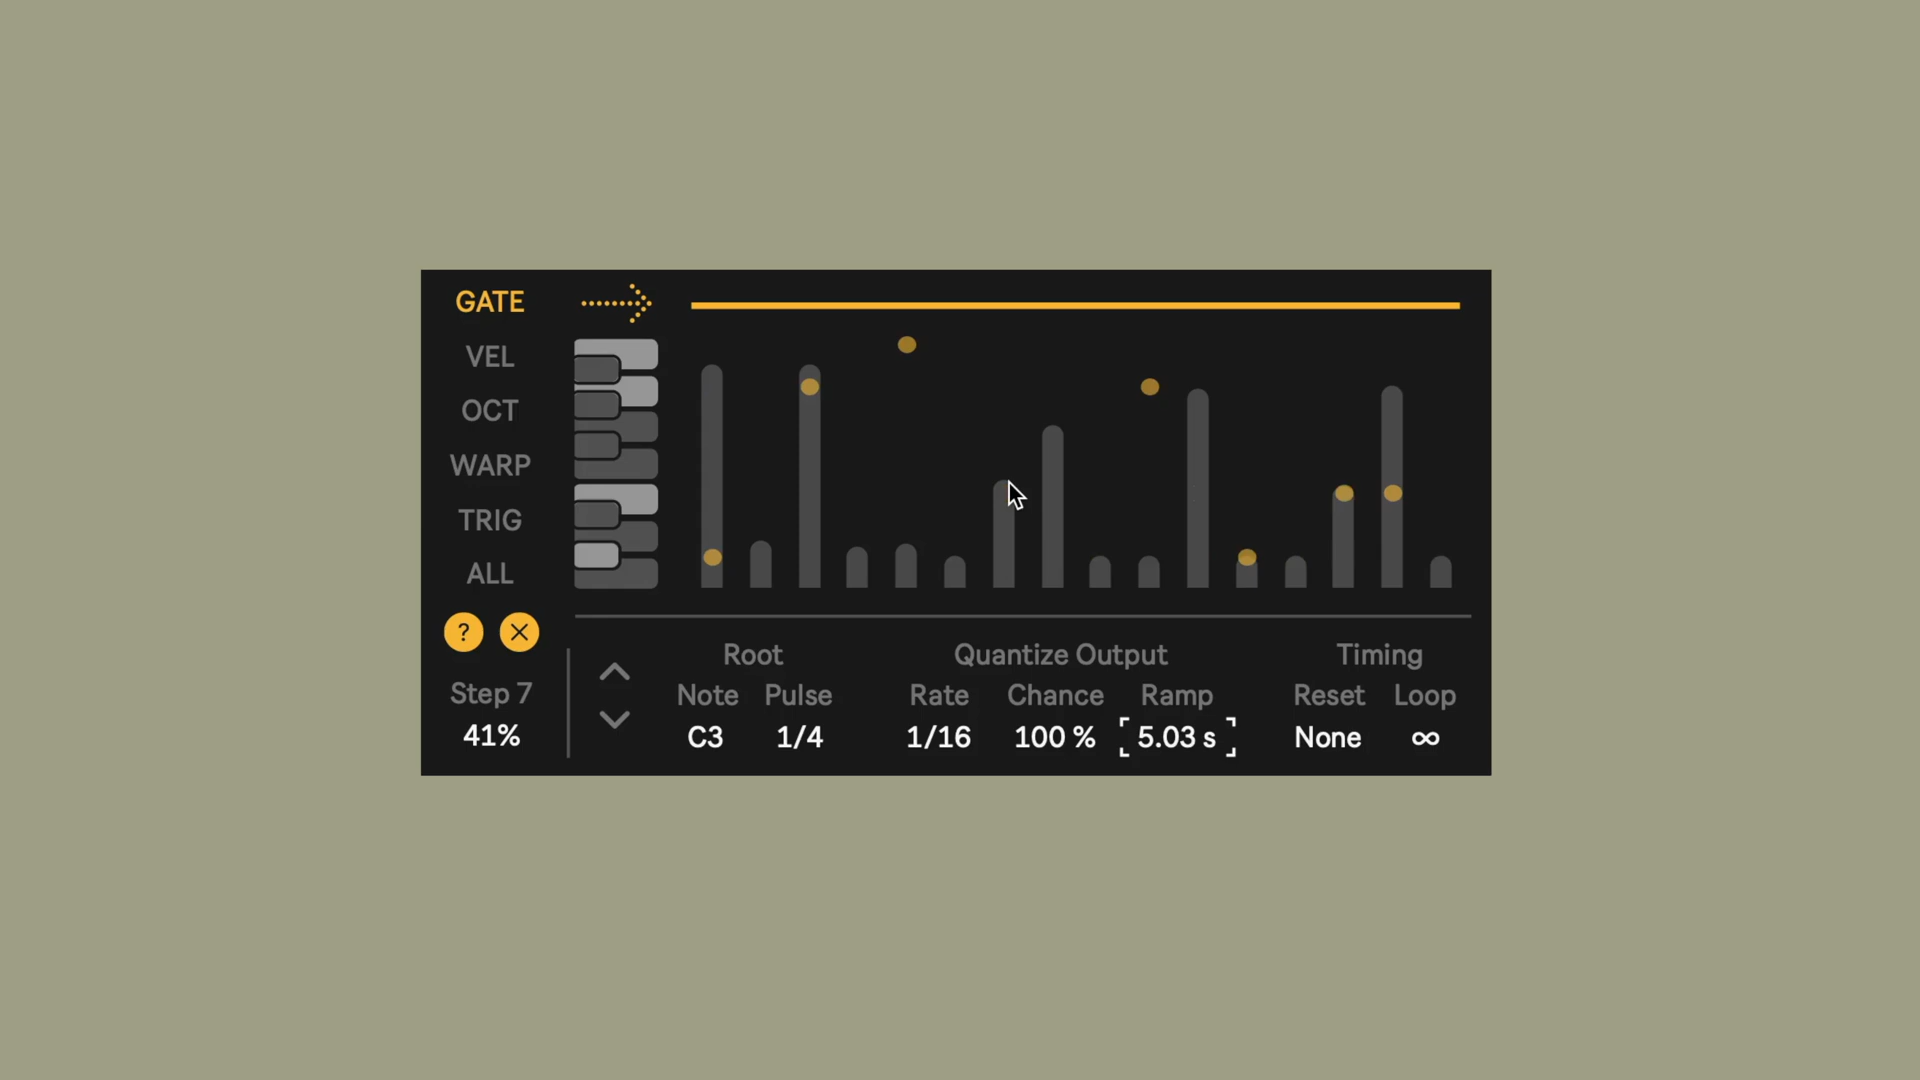 GATE
VEL
OCT
WARP
TRIG
ALL
?
Step 7
41%
Root
Note Pulse
C3 1/4
Quantize Output
Rate Chance Ramp
1/16 100 % 5.03 s
Timing
Reset Loop
None ∞